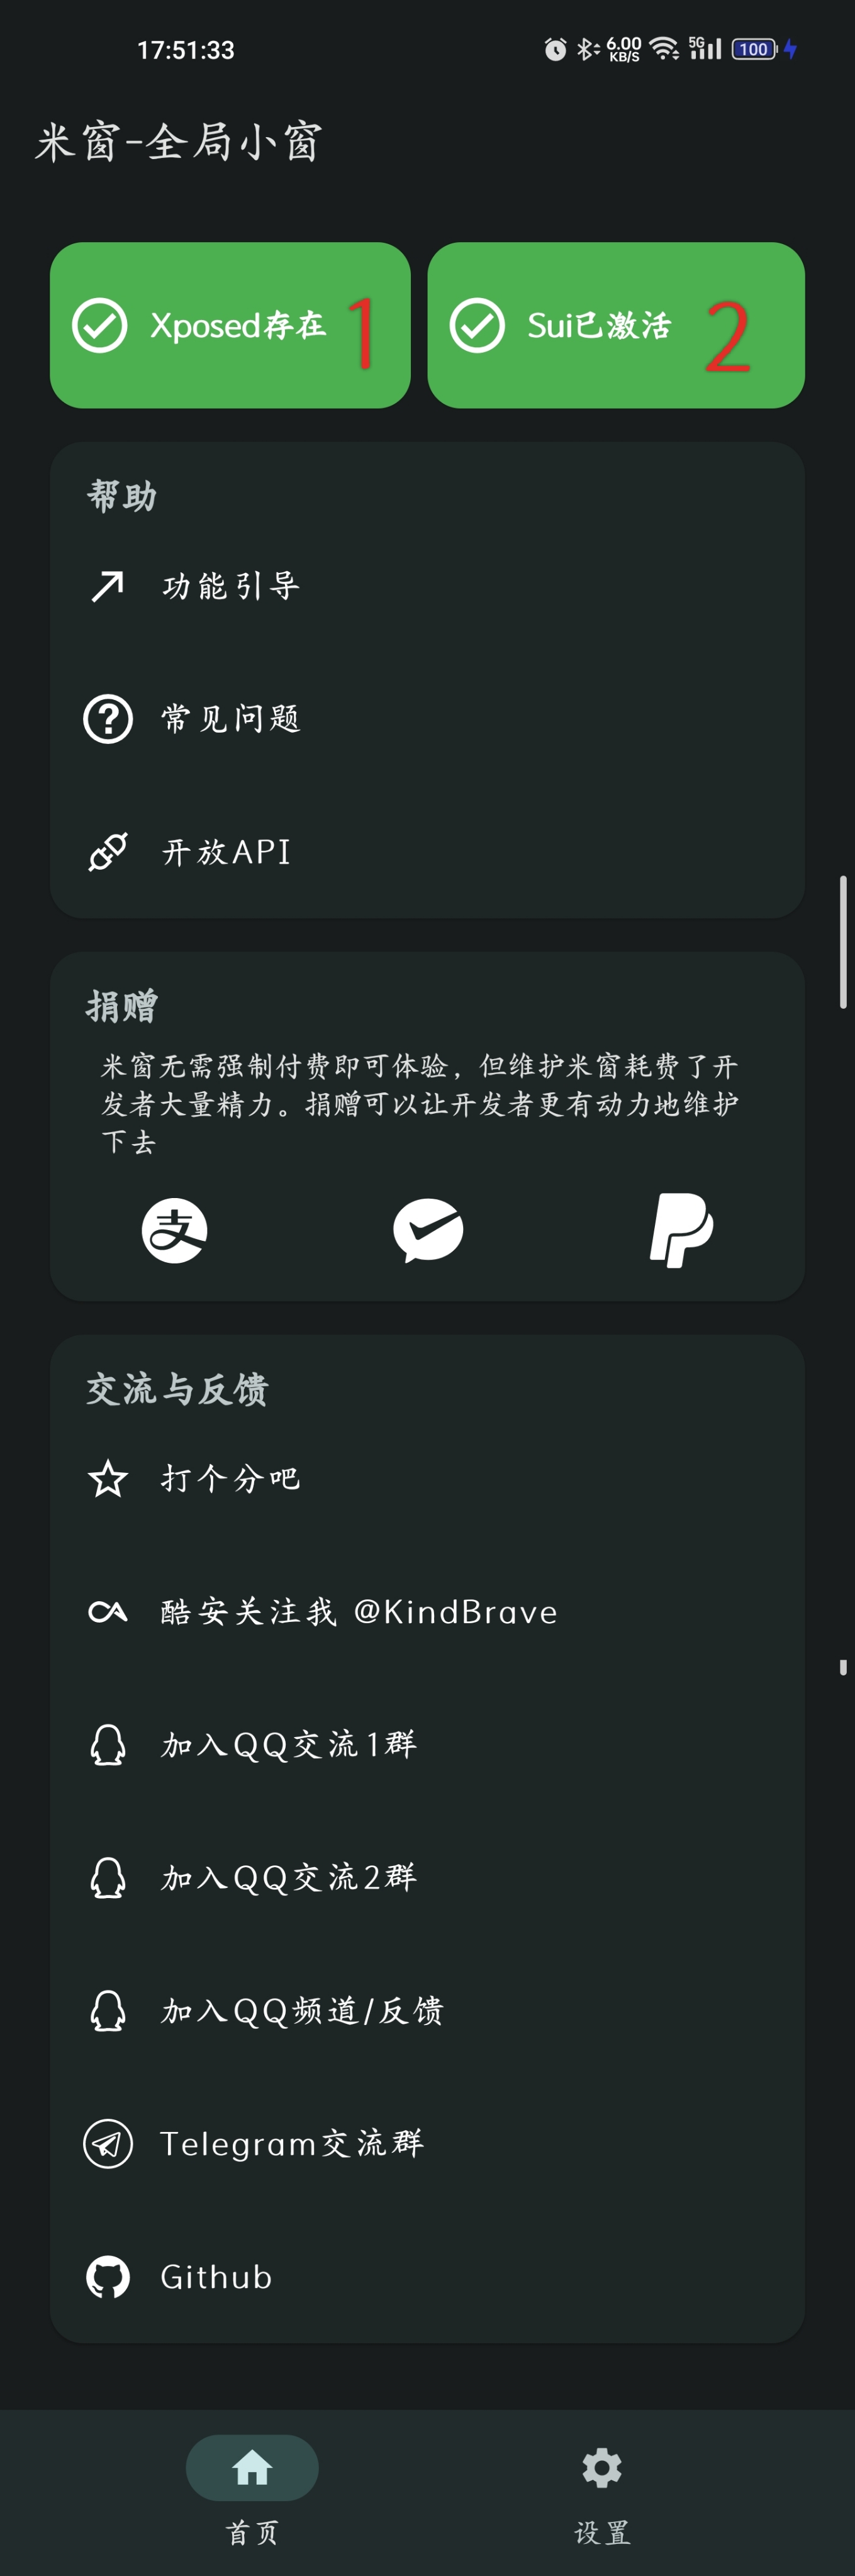 17:51:33
6.00 KB/S 5G 100
米窗-全局小窗
Xposed存在 1
Sui已激活 2
帮助
功能引导
常见问题
开放API
捐赠
米窗无需强制付费即可体验，但维护米窗耗费了开
发者大量精力。捐赠可以让开发者更有动力地维护
下去
支
交流与反馈
打个分吧
酷安关注我 @KindBrave
加入QQ交流1群
加入QQ交流2群
加入QQ频道/反馈
Telegram交流群
Github
首页
设置